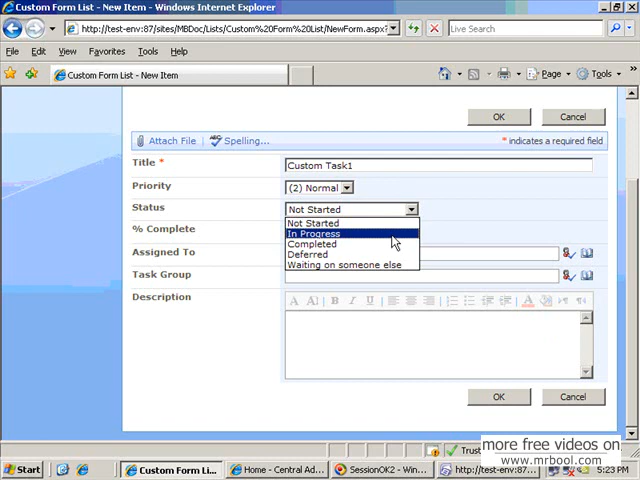 Custom Form List - New Item - Windows Internet Explorer
http://test-env:87/sites/MBDoc/Lists/Custom%20Form%20List/NewForm.aspx?
Live Search
File Edit View Favorites Tools Help
Custom Form List - New Item
Page Tools
OK Cancel
Attach File Spelling... * indicates a required field
Title * Custom Task1
Priority (2) Normal
Status Not Started
Not Started
% Complete In Progress
Completed
Assigned To Deferred
Waiting on someone else
Task Group
Description
A A B I U A
OK Cancel
more free videos on
www.mrbool.com
Start Custom Form Li... Home - Central Ad... SessionOK2 - Win... http://test-env:87... 5:23 PM